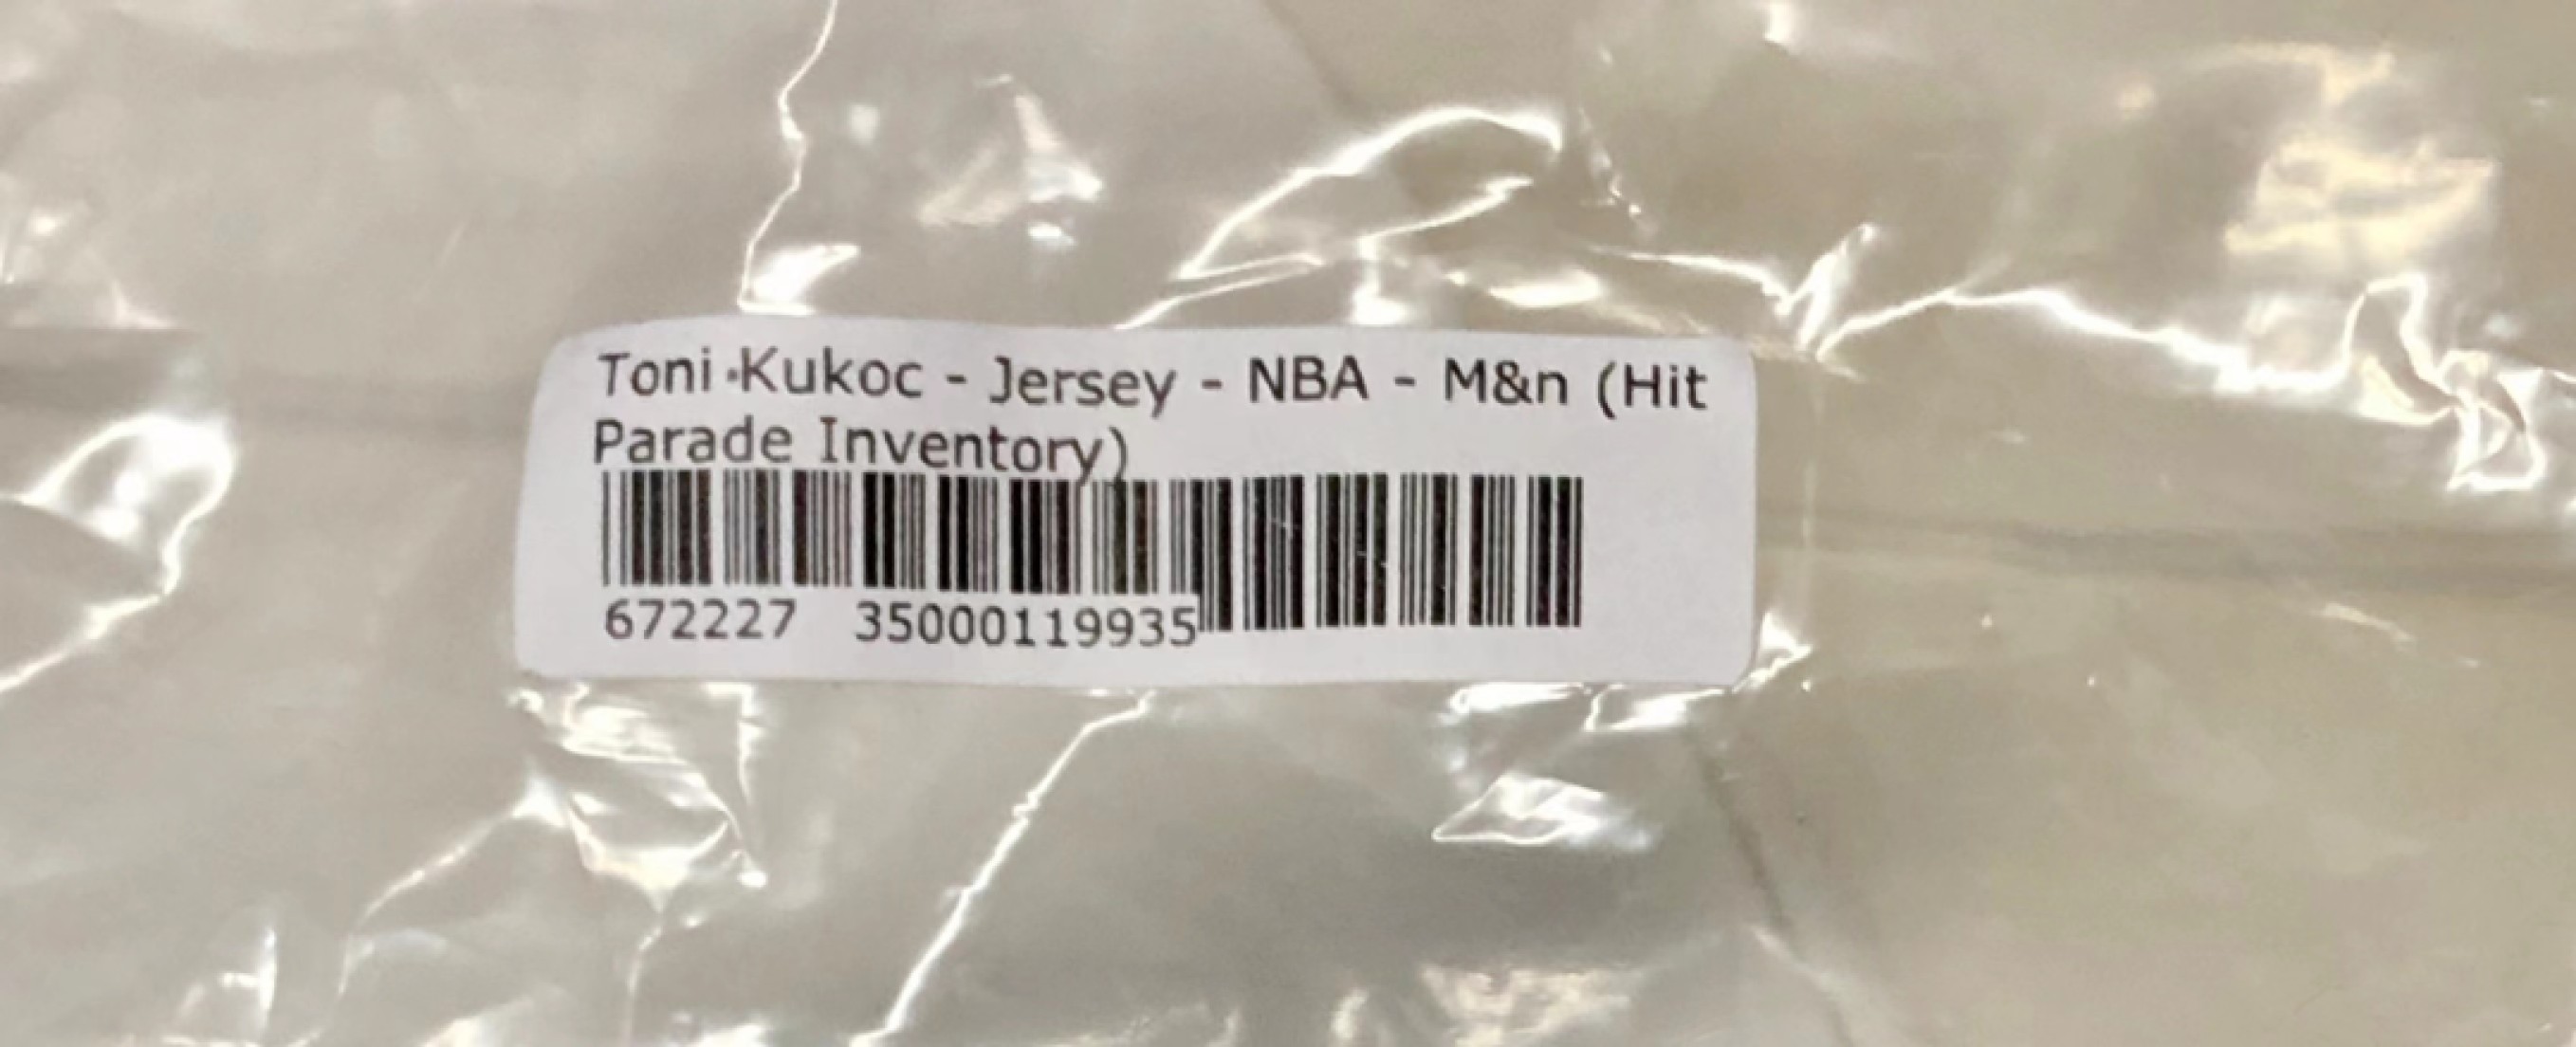 Toni Kukoc - Jersey - NBA - M&n (Hit
Parade Inventory)
672227 35000119935